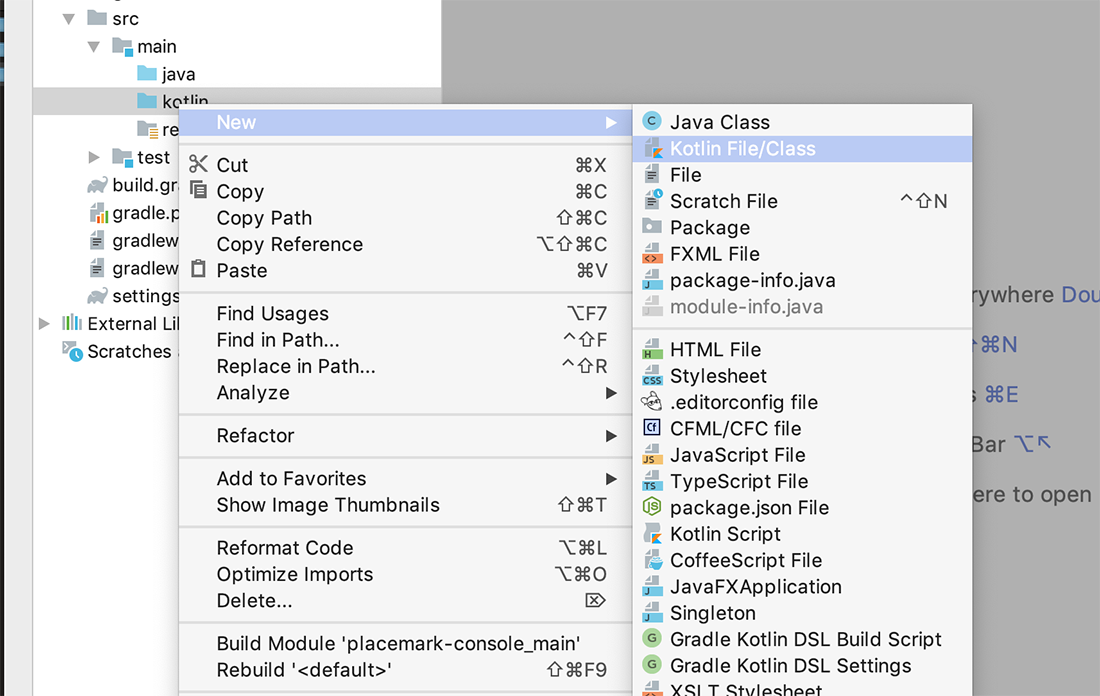 src
main
java
kotlin
re
test
build.gr
gradle.p
gradlew
gradlew
settings
External Li
Scratches
New
Cut ⌘X
Copy ⌘C
Copy Path ⇧⌘C
Copy Reference ⌥⇧⌘C
Paste ⌘V
Find Usages ⌥F7
Find in Path... ^⇧F
Replace in Path... ^⇧R
Analyze
Refactor
Add to Favorites
Show Image Thumbnails ⇧⌘T
Reformat Code ⌥⌘L
Optimize Imports ⌥⌘O
Delete... ⌦
Build Module 'placemark-console_main'
Rebuild '<default>' ⇧⌘F9
Java Class
Kotlin File/Class
File
Scratch File ^⇧N
Package
FXML File
package-info.java
module-info.java
HTML File
Stylesheet
.editorconfig file
CFML/CFC file
JavaScript File
TypeScript File
package.json File
Kotlin Script
CoffeeScript File
JavaFXApplication
Singleton
Gradle Kotlin DSL Build Script
Gradle Kotlin DSL Settings
XSLT Stylesheet
rywhere Dou
⇧⌘N
s ⌘E
Bar ⌥↖
ere to open